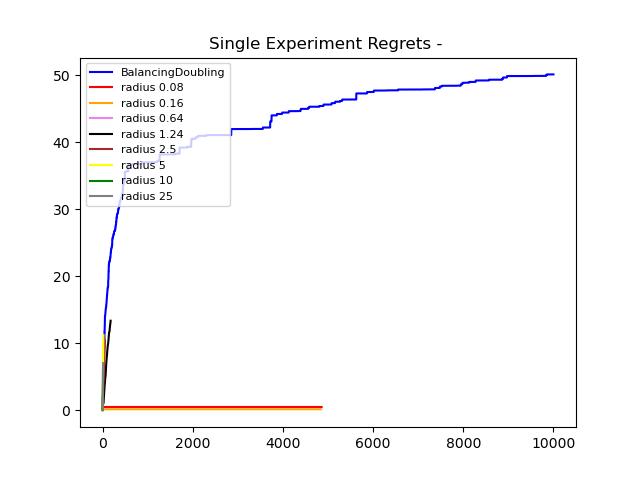 Single Experiment Regrets -
BalancingDoubling
radius 0.08
radius 0.16
radius 0.64
radius 1.24
radius 2.5
radius 5
radius 10
radius 25
50
40
30
20
10
0
0 2000 4000 6000 8000 10000